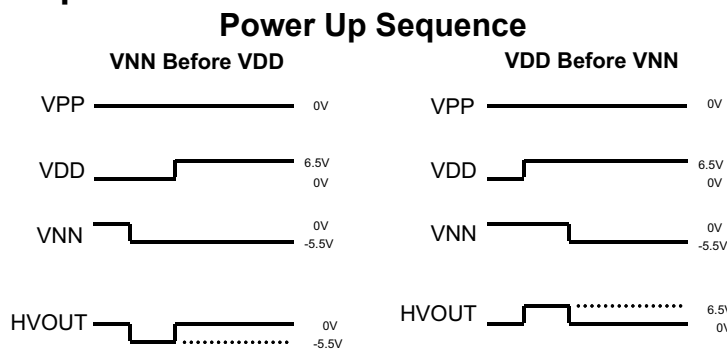 Power Up Sequence
VNN Before VDD
VPP 0V
VDD 6.5V
0V
VNN 0V
-5.5V
HVOUT 0V
-5.5V
VDD Before VNN
VPP 0V
VDD 6.5V
0V
VNN 0V
-5.5V
HVOUT 6.5V
0V